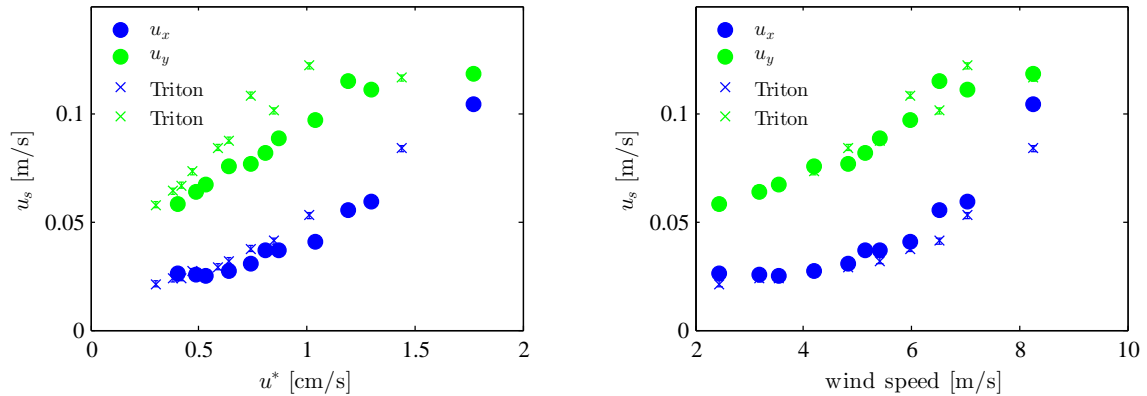 u_x
u_y
Triton
Triton
0.1
0.05
0
u_s [m/s]
0 0.5 1 1.5 2
u* [cm/s]
u_x
u_y
Triton
Triton
0.1
0.05
0
u_s [m/s]
2 4 6 8 10
wind speed [m/s]